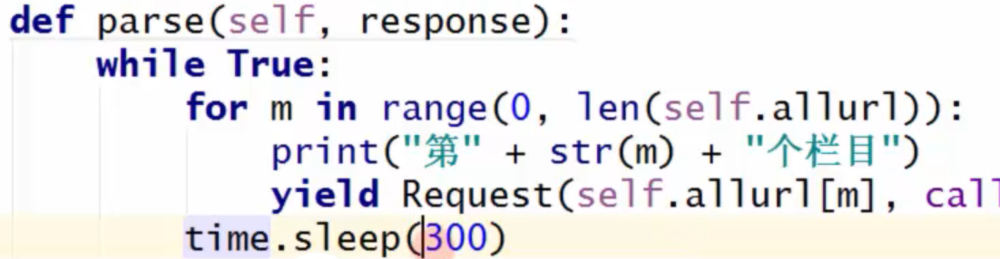 def parse(self, response):
    while True:
        for m in range(0, len(self.allurl)):
            print("第" + str(m) + "个栏目")
            yield Request(self.allurl[m], call
        time.sleep(300)